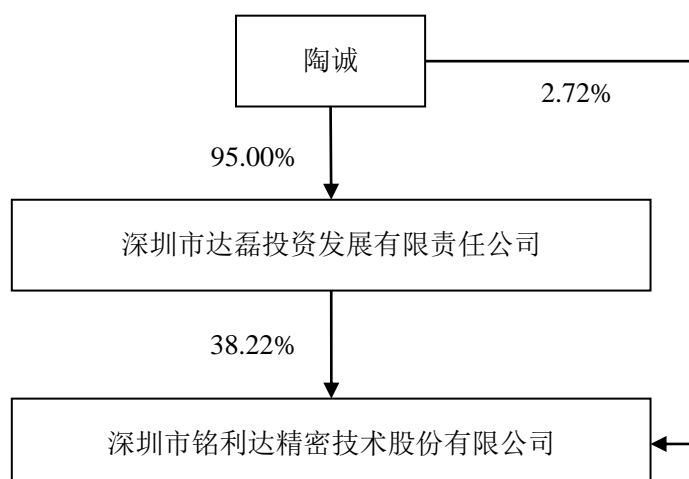 陶诚
2.72%
95.00%
深圳市达磊投资发展有限责任公司
38.22%
深圳市铭利达精密技术股份有限公司